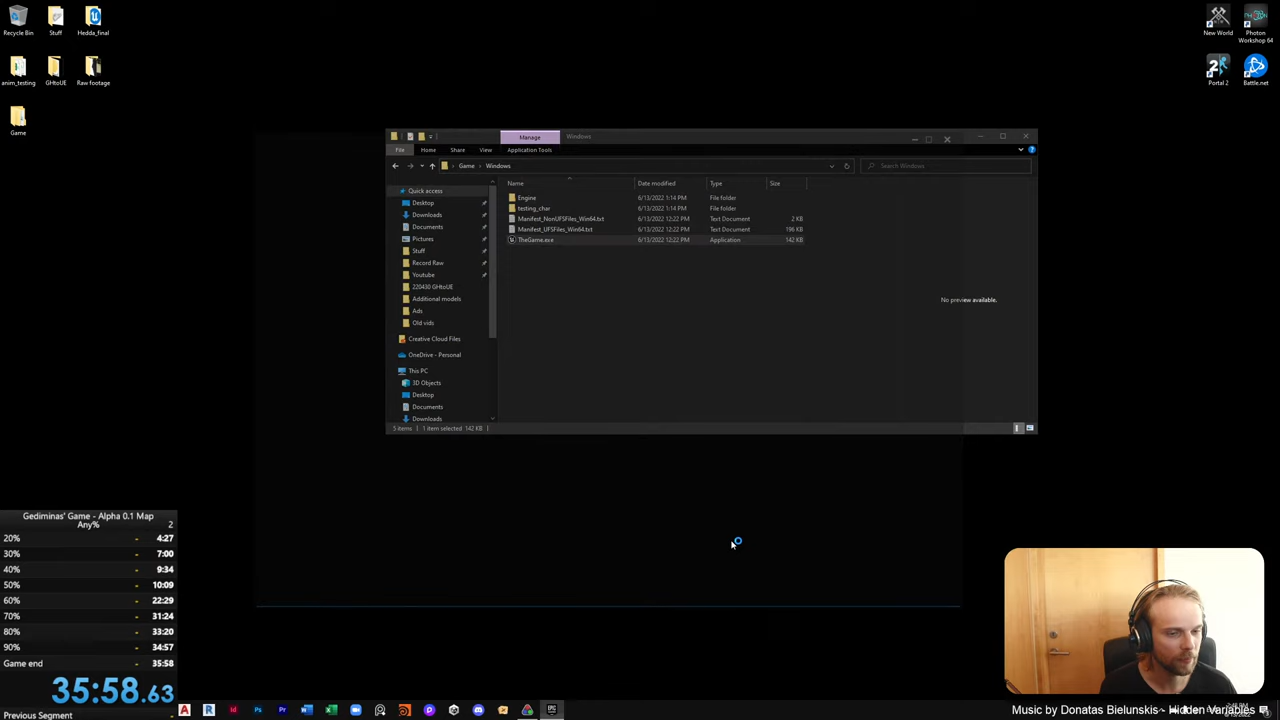 Recycle Bin
Stuff
Hedda_final
anim_testing
GHtoUE
Raw footage
Game
New World
Photon
Workshop 64
Portal 2
Battle.net
Manage
Windows
File
Home
Share
View
Application Tools
Game
Windows
Search Windows
Name
Date modified
Type
Size
Engine
6/13/2022 1:14 PM
File folder
testing_char
6/13/2022 1:14 PM
File folder
Manifest_NonUFSFiles_Win64.txt
6/13/2022 12:22 PM
Text Document
2 KB
Manifest_UFSFiles_Win64.txt
6/13/2022 12:22 PM
Text Document
196 KB
TheGame.exe
6/13/2022 12:22 PM
Application
142 KB
Quick access
Desktop
Downloads
Documents
Pictures
Stuff
Record Raw
Youtube
220430 GHtoUE
Additional models
Ads
Old vids
Creative Cloud Files
OneDrive - Personal
This PC
3D Objects
Desktop
Documents
Downloads
No preview available.
5 items
1 item selected 142 KB
Gediminas' Game - Alpha 0.1 Map
Any%
2
20% - 4:27
30% - 7:00
40% - 9:34
50% - 10:09
60% - 22:29
70% - 31:24
80% - 33:20
90% - 34:57
Game end - 35:58
35:58.63
Previous Segment -
Music by Donatas Bielunskis - Hidden Variables